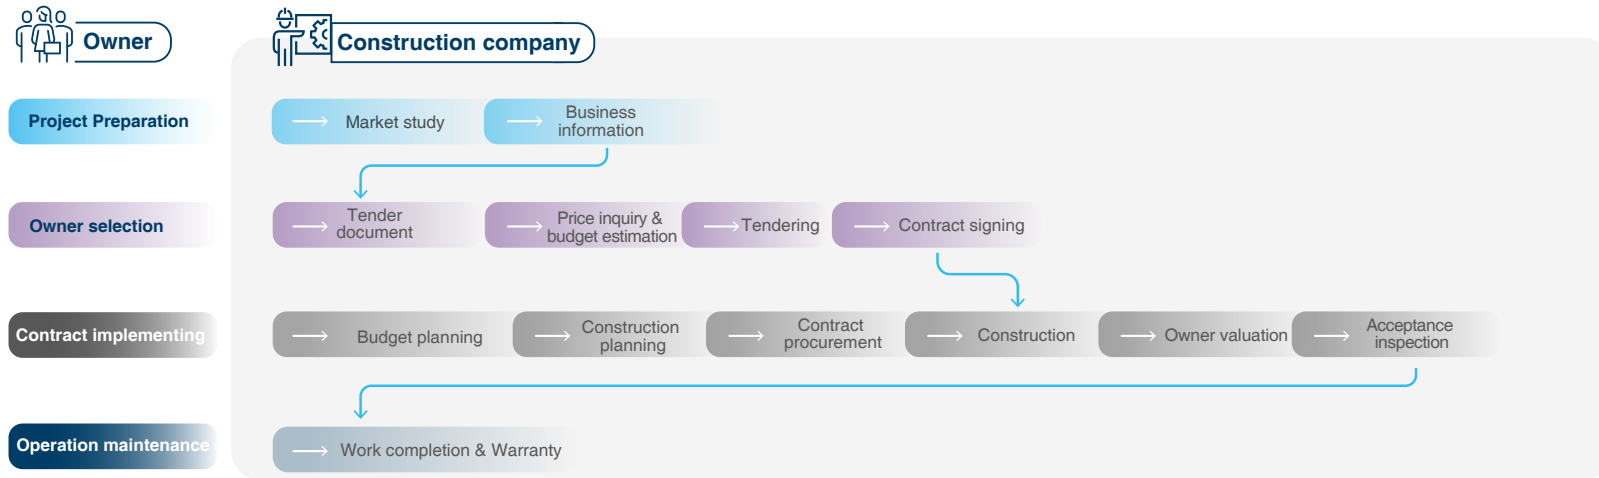 Owner
Construction company
Project Preparation
Market study
Business
information
Owner selection
Tender
document
Price inquiry &
budget estimation
Tendering
Contract signing
Contract implementing
Budget planning
Construction
planning
Contract
procurement
Construction
Owner valuation
Acceptance
inspection
Operation maintenance
Work completion & Warranty